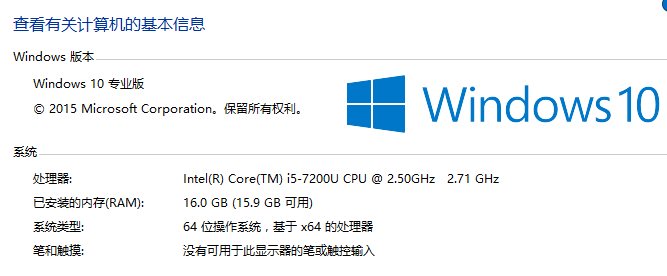 查看有关计算机的基本信息
Windows 版本
Windows 10 专业版
© 2015 Microsoft Corporation。保留所有权利。
Windows 10
系统
处理器: Intel(R) Core(TM) i5-7200U CPU @ 2.50GHz 2.71 GHz
已安装的内存(RAM): 16.0 GB (15.9 GB 可用)
系统类型: 64 位操作系统，基于 x64 的处理器
笔和触摸: 没有可用于此显示器的笔或触控输入